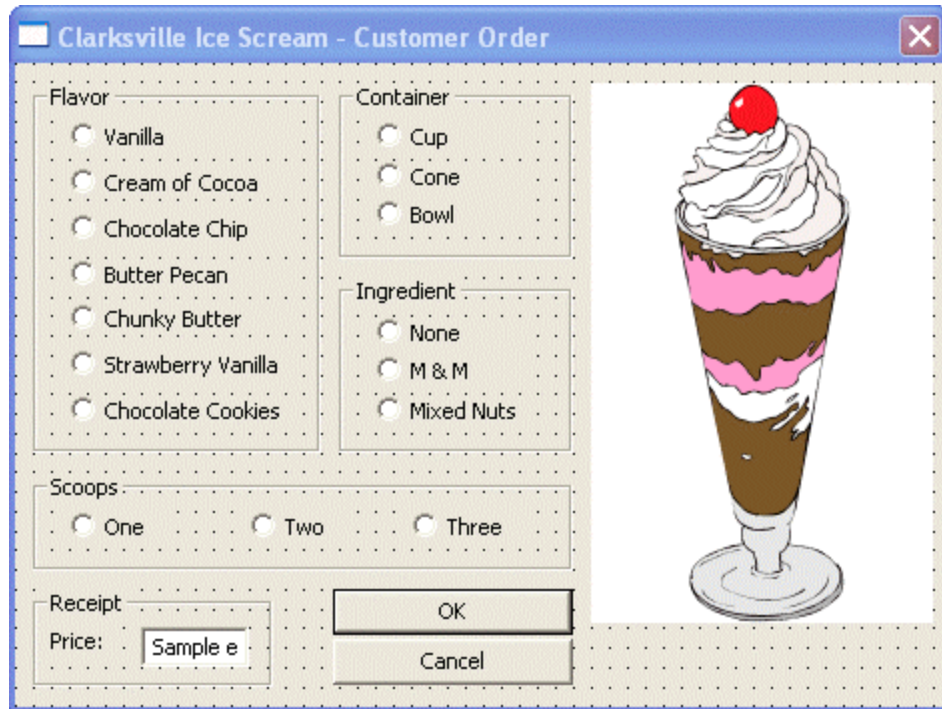 Clarksville Ice Scream - Customer Order
Flavor
Vanilla
Cream of Cocoa
Chocolate Chip
Butter Pecan
Chunky Butter
Strawberry Vanilla
Chocolate Cookies
Container
Cup
Cone
Bowl
Ingredient
None
M & M
Mixed Nuts
Scoops
One
Two
Three
Receipt
Price:
Sample e
OK
Cancel